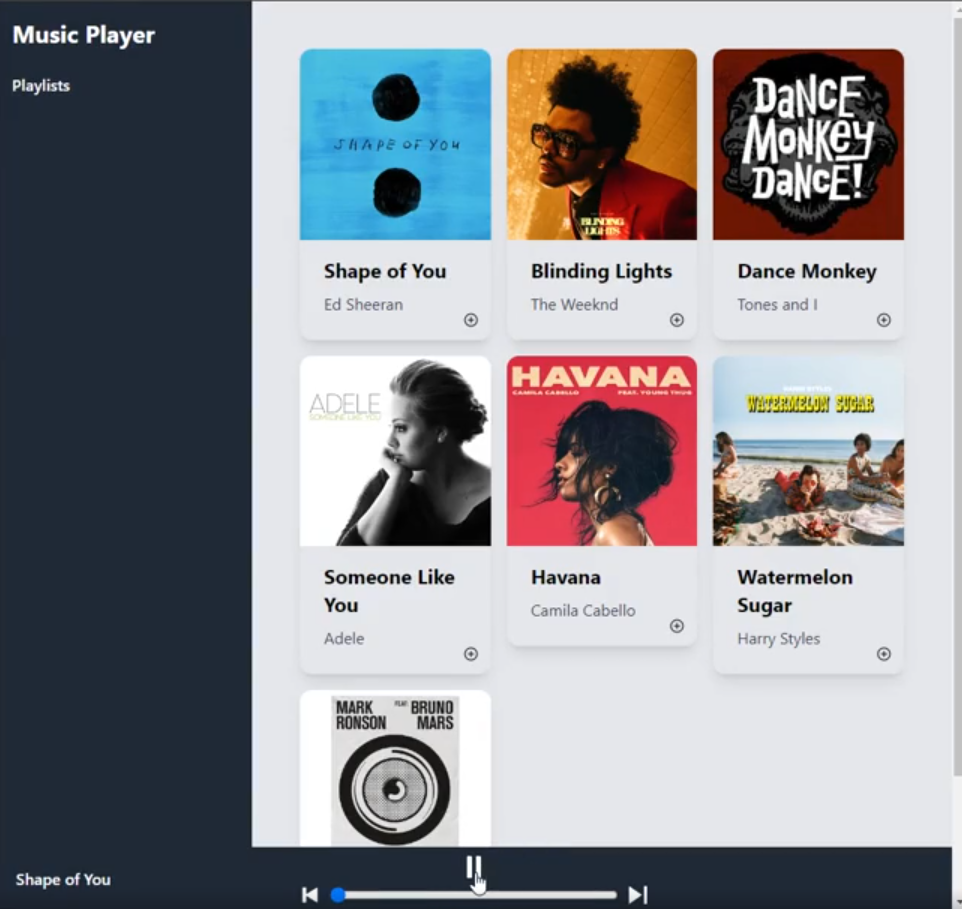 Music Player
Playlists
SHAPE OF YOU
BLINDING
LIGHTS
DANCE
MONKEY
DANCE!
Shape of You
Blinding Lights
Dance Monkey
Ed Sheeran
The Weeknd
Tones and I
ADELE
SOMEONE LIKE YOU
HAVANA
CAMILA CABELLO
FEAT. YOUNG THUG
HARRY STYLES
WATERMELON SUGAR
Someone Like
You
Havana
Watermelon
Sugar
Adele
Camila Cabello
Harry Styles
MARK
RONSON
FEAT
BRUNO
MARS
Shape of You